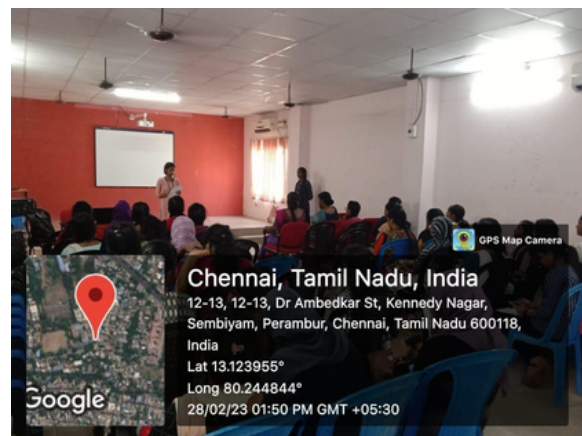 GPS Map Camera
Chennai, Tamil Nadu, India
12-13, 12-13, Dr Ambedkar St, Kennedy Nagar,
Sembiyam, Perambur, Chennai, Tamil Nadu 600118,
India
Lat 13.123955°
Long 80.244844°
28/02/23 01:50 PM GMT +05:30
Google